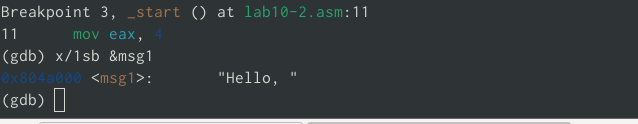 Breakpoint 3, _start () at lab10-2.asm:11
11      mov eax, 4
(gdb) x/1sb &msg1
0x804a000 <msg1>:       "Hello, "
(gdb)